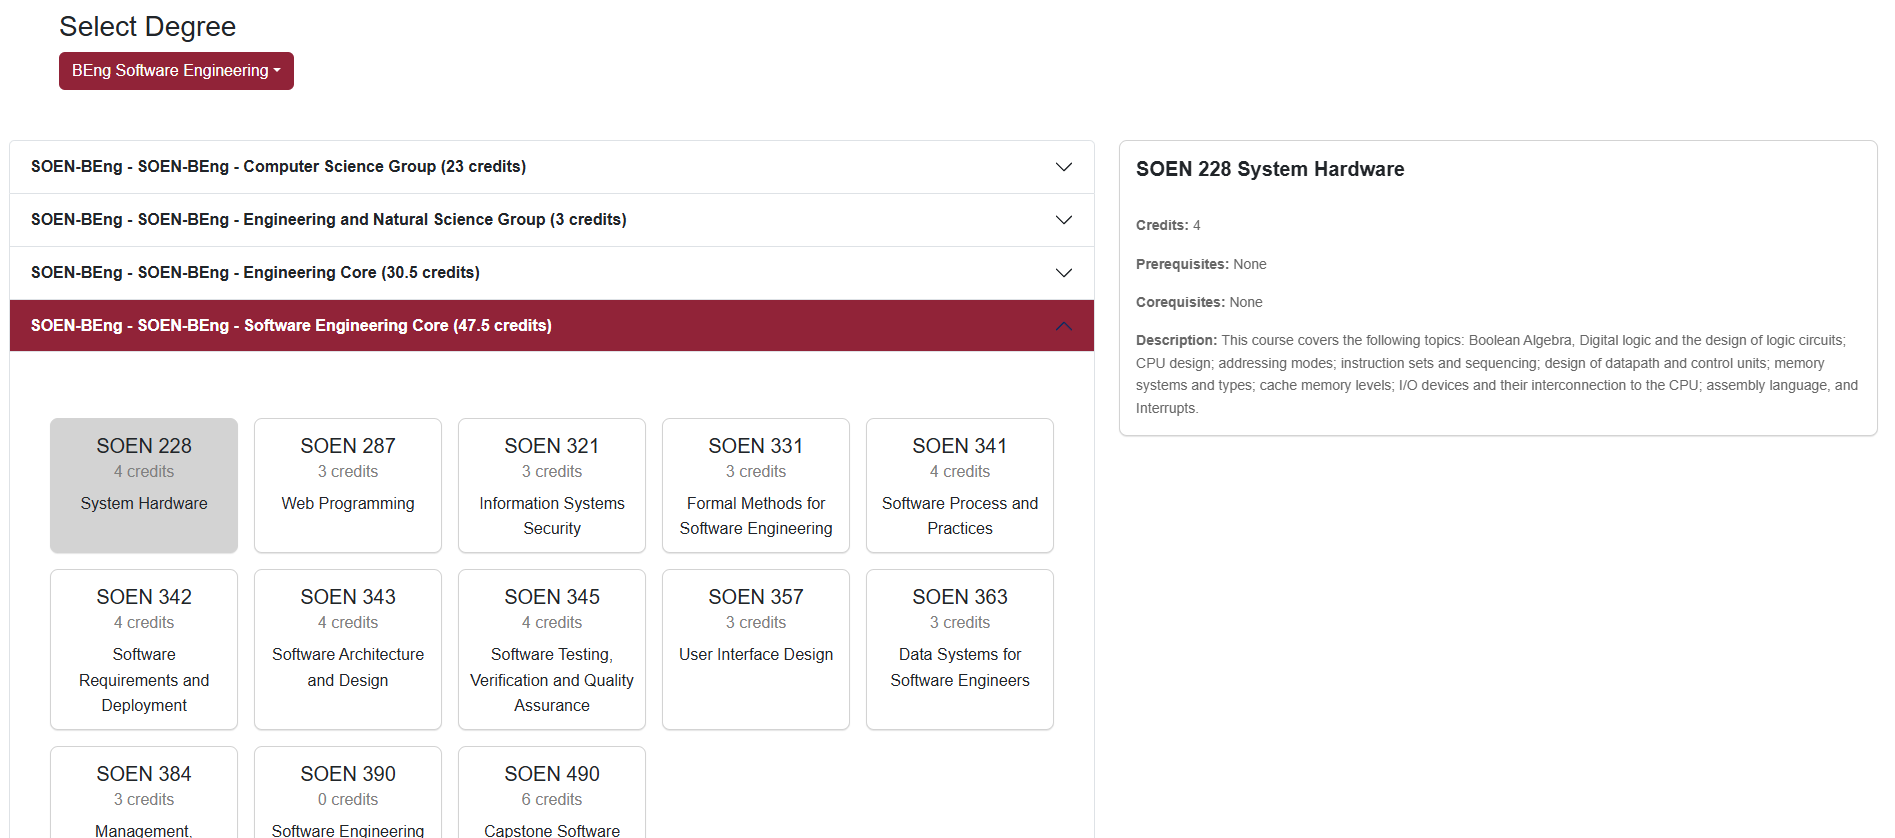 Select Degree
BEng Software Engineering
SOEN-BEng - SOEN-BEng - Computer Science Group (23 credits)
SOEN-BEng - SOEN-BEng - Engineering and Natural Science Group (3 credits)
SOEN-BEng - SOEN-BEng - Engineering Core (30.5 credits)
SOEN-BEng - SOEN-BEng - Software Engineering Core (47.5 credits)
SOEN 228
4 credits
System Hardware
SOEN 287
3 credits
Web Programming
SOEN 321
3 credits
Information Systems
Security
SOEN 331
3 credits
Formal Methods for
Software Engineering
SOEN 341
4 credits
Software Process and
Practices
SOEN 342
4 credits
Software
Requirements and
Deployment
SOEN 343
4 credits
Software Architecture
and Design
SOEN 345
4 credits
Software Testing,
Verification and Quality
Assurance
SOEN 357
3 credits
User Interface Design
SOEN 363
3 credits
Data Systems for
Software Engineers
SOEN 384
3 credits
Management,
SOEN 390
0 credits
Software Engineering
SOEN 490
6 credits
Capstone Software
SOEN 228 System Hardware
Credits: 4
Prerequisites: None
Corequisites: None
Description: This course covers the following topics: Boolean Algebra, Digital logic and the design of logic circuits;
CPU design; addressing modes; instruction sets and sequencing; design of datapath and control units; memory
systems and types; cache memory levels; I/O devices and their interconnection to the CPU; assembly language, and
Interrupts.